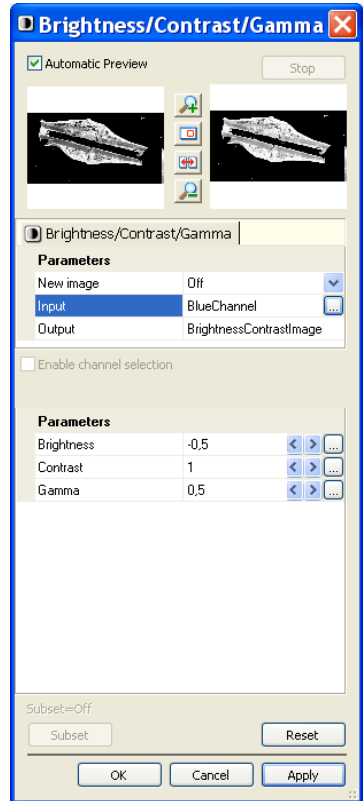 Brightness/Contrast/Gamma
Automatic Preview
Stop
Brightness/Contrast/Gamma
Parameters
New image Off
Input BlueChannel ...
Output BrightnessContrastImage
Enable channel selection
Parameters
Brightness -0,5 < > ...
Contrast 1 < > ...
Gamma 0,5 < > ...
Subset=Off
Subset Reset
OK Cancel Apply